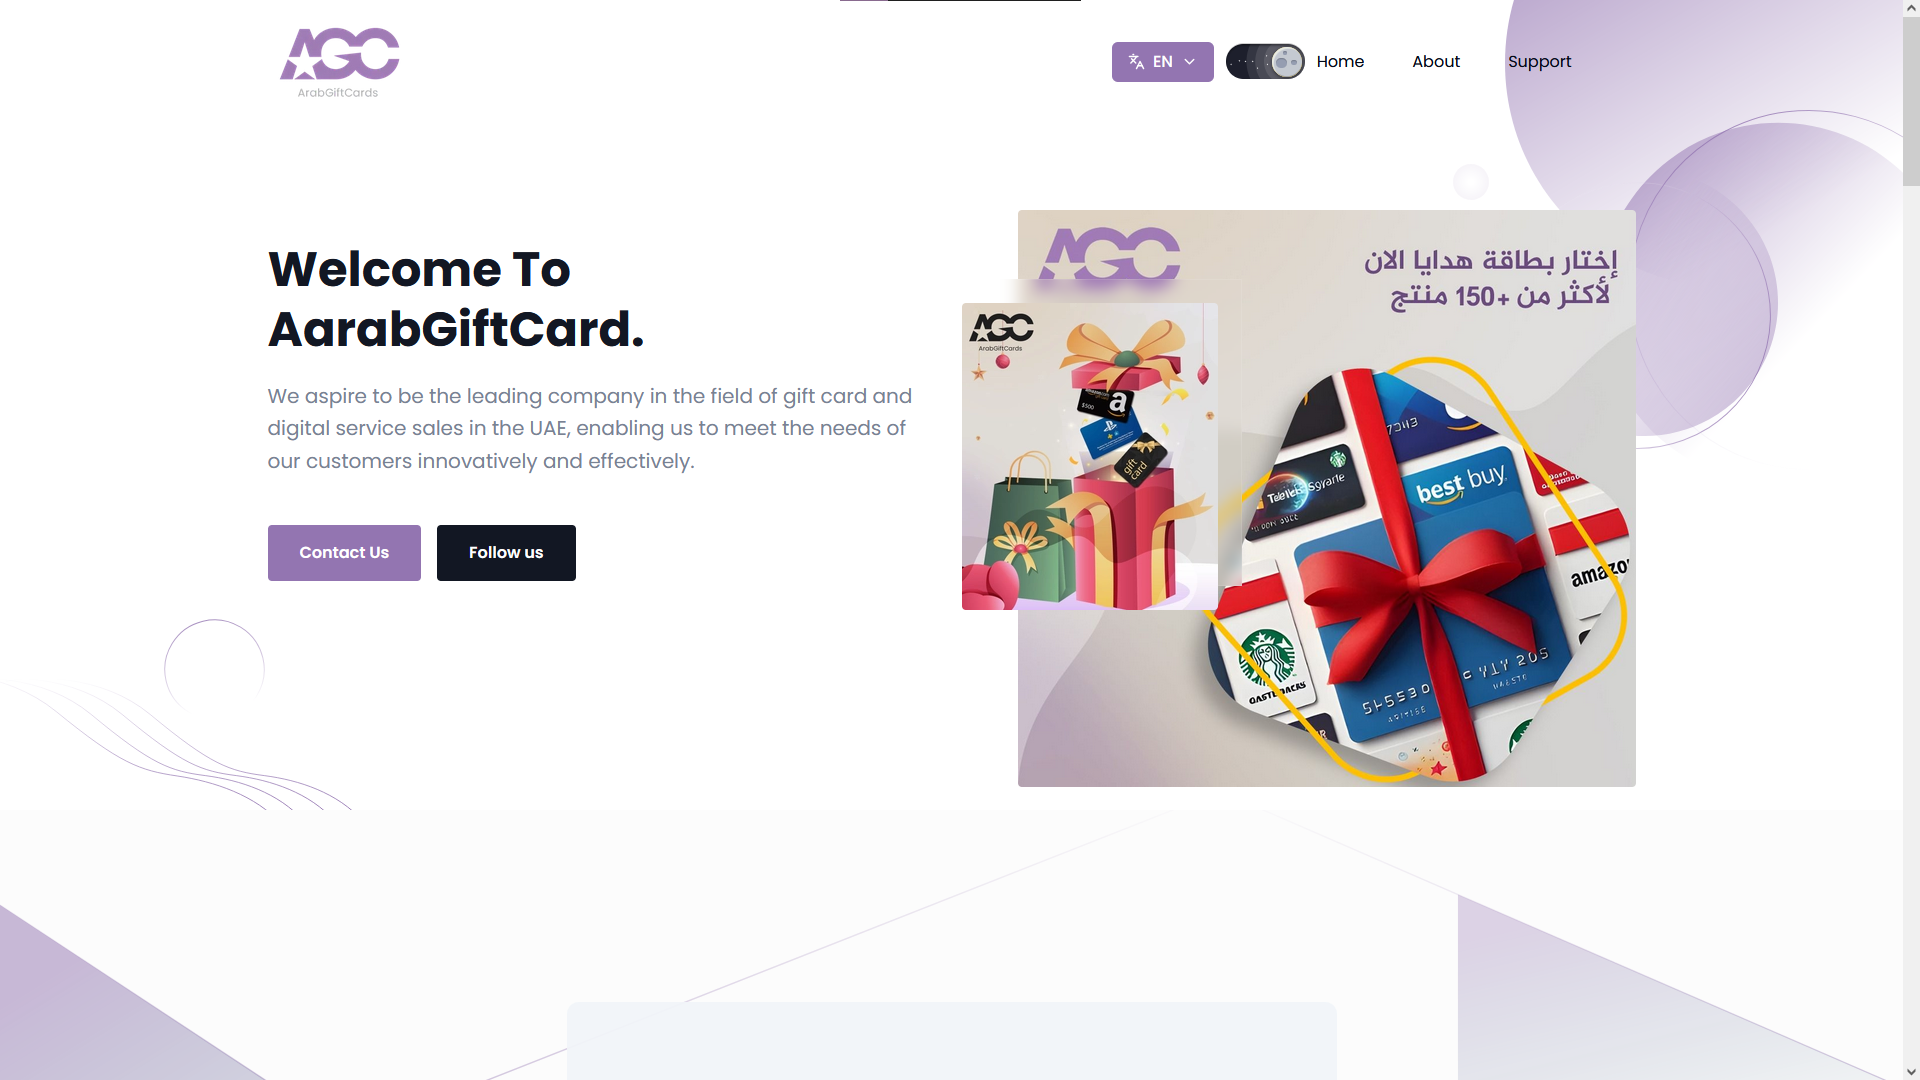 AGC
ArabGiftCards
EN
Home
About
Support
Welcome To
AarabGiftCard.
We aspire to be the leading company in the field of gift card and
digital service sales in the UAE, enabling us to meet the needs of
our customers innovatively and effectively.
Contact Us
Follow us
AGC
إختار بطاقة هدايا الان
لأكثر من +150 منتج
AGC
ArabGiftCards
$500
a
gift
card
best buy